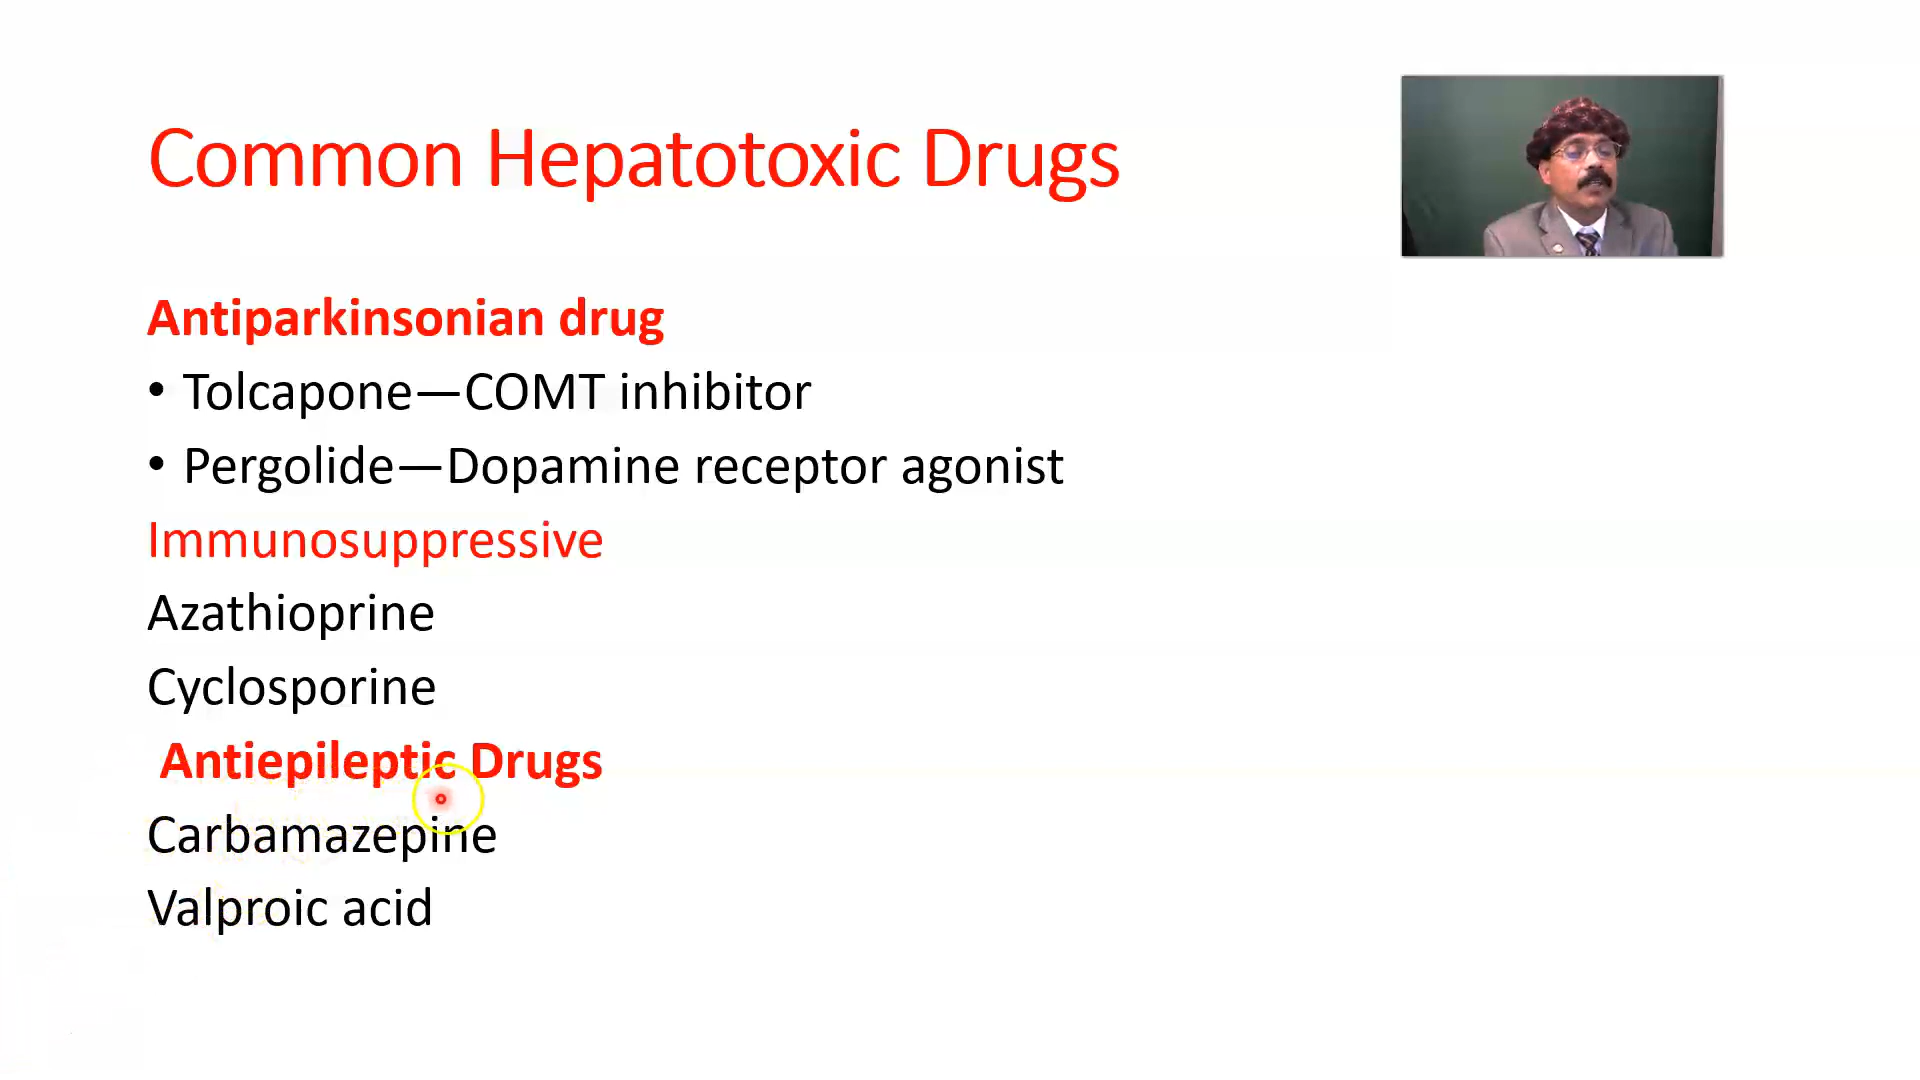 Common Hepatotoxic Drugs
Antiparkinsonian drug
• Tolcapone—COMT inhibitor
• Pergolide—Dopamine receptor agonist
Immunosuppressive
Azathioprine
Cyclosporine
Antiepileptic Drugs
Carbamazepine
Valproic acid